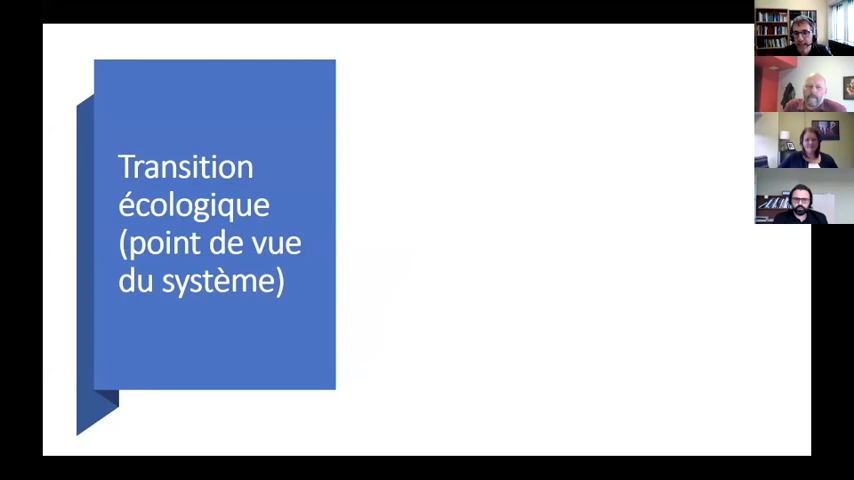 Transition
écologique
(point de vue
du système)